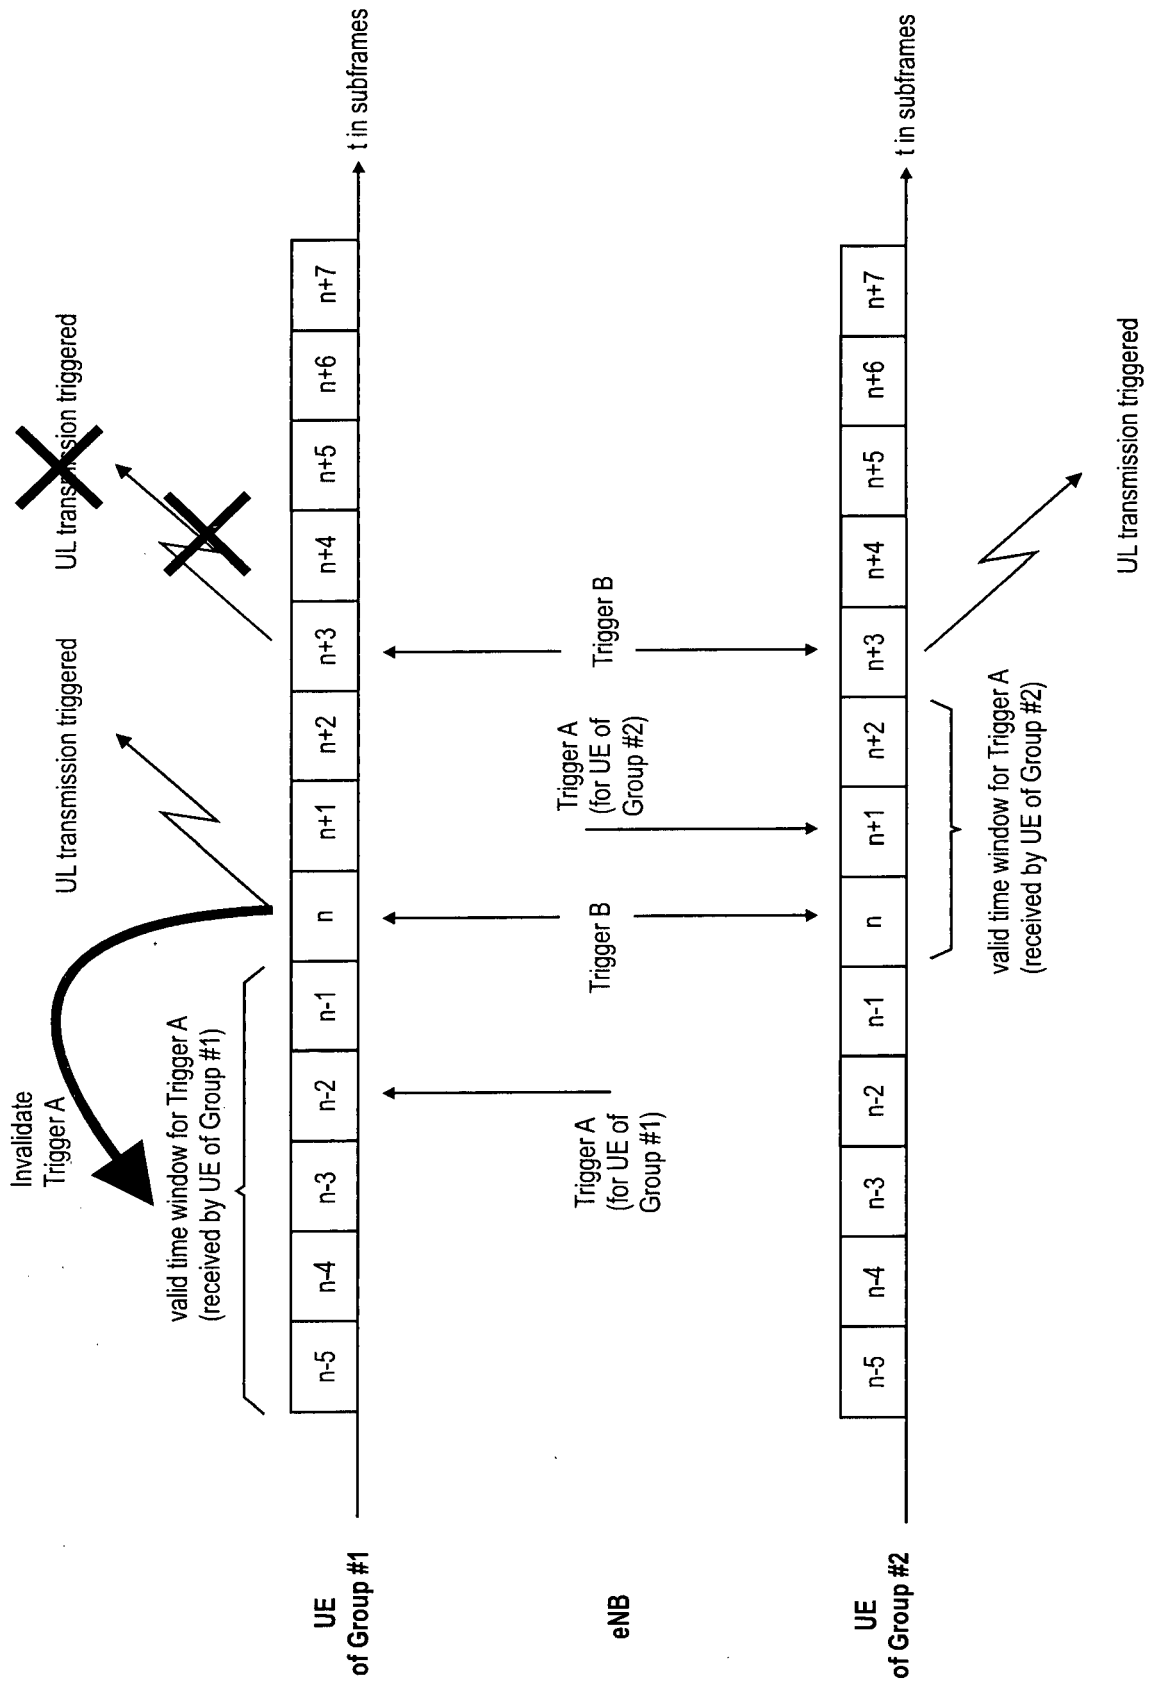 Invalidate
Trigger A
UL transmission triggered
UL transmission triggered
valid time window for Trigger A
(received by UE of Group #1)
UE
of Group #1
n-5
n-4
n-3
n-2
n-1
n
n+1
n+2
n+3
n+4
n+5
n+6
n+7
t in subframes
eNB
Trigger A
(for UE of
Group #1)
Trigger B
Trigger A
(for UE of
Group #2)
Trigger B
UE
of Group #2
n-5
n-4
n-3
n-2
n-1
n
n+1
n+2
n+3
n+4
n+5
n+6
n+7
t in subframes
valid time window for Trigger A
(received by UE of Group #2)
UL transmission triggered